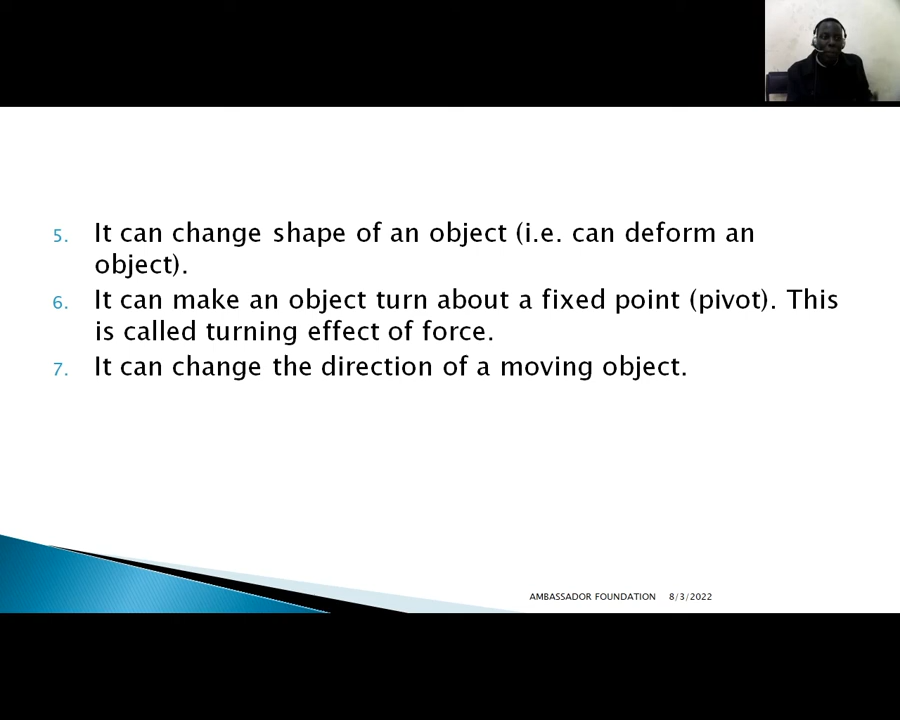 5. It can change shape of an object (i.e. can deform an
object).
6. It can make an object turn about a fixed point (pivot). This
is called turning effect of force.
7. It can change the direction of a moving object.
AMBASSADOR FOUNDATION 8/3/2022